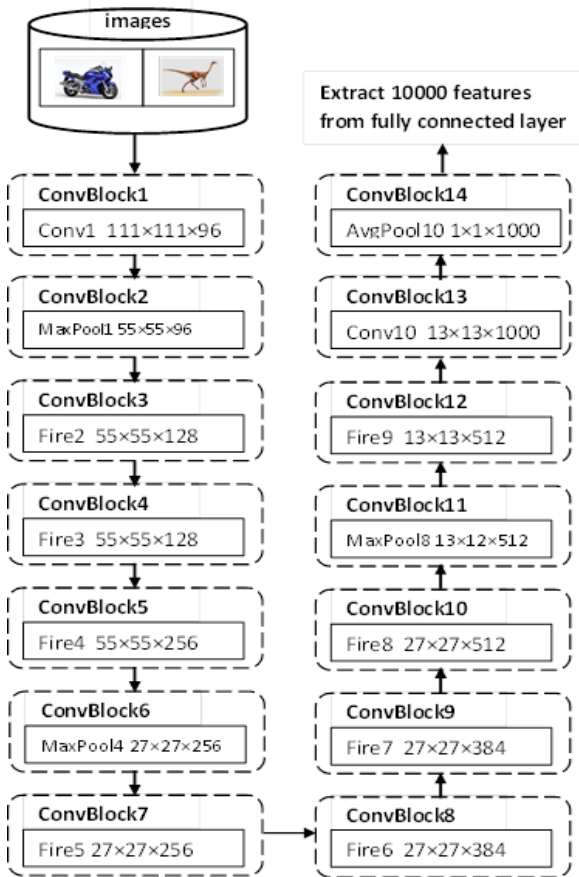 images
ConvBlock1
Conv1 111×111×96
ConvBlock2
MaxPool1 55×55×96
ConvBlock3
Fire2 55×55×128
ConvBlock4
Fire3 55×55×128
ConvBlock5
Fire4 55×55×256
ConvBlock6
MaxPool4 27×27×256
ConvBlock7
Fire5 27×27×256
ConvBlock8
Fire6 27×27×384
ConvBlock9
Fire7 27×27×384
ConvBlock10
Fire8 27×27×512
ConvBlock11
MaxPool8 13×12×512
ConvBlock12
Fire9 13×13×512
ConvBlock13
Conv10 13×13×1000
ConvBlock14
AvgPool10 1×1×1000
Extract 10000 features
from fully connected layer